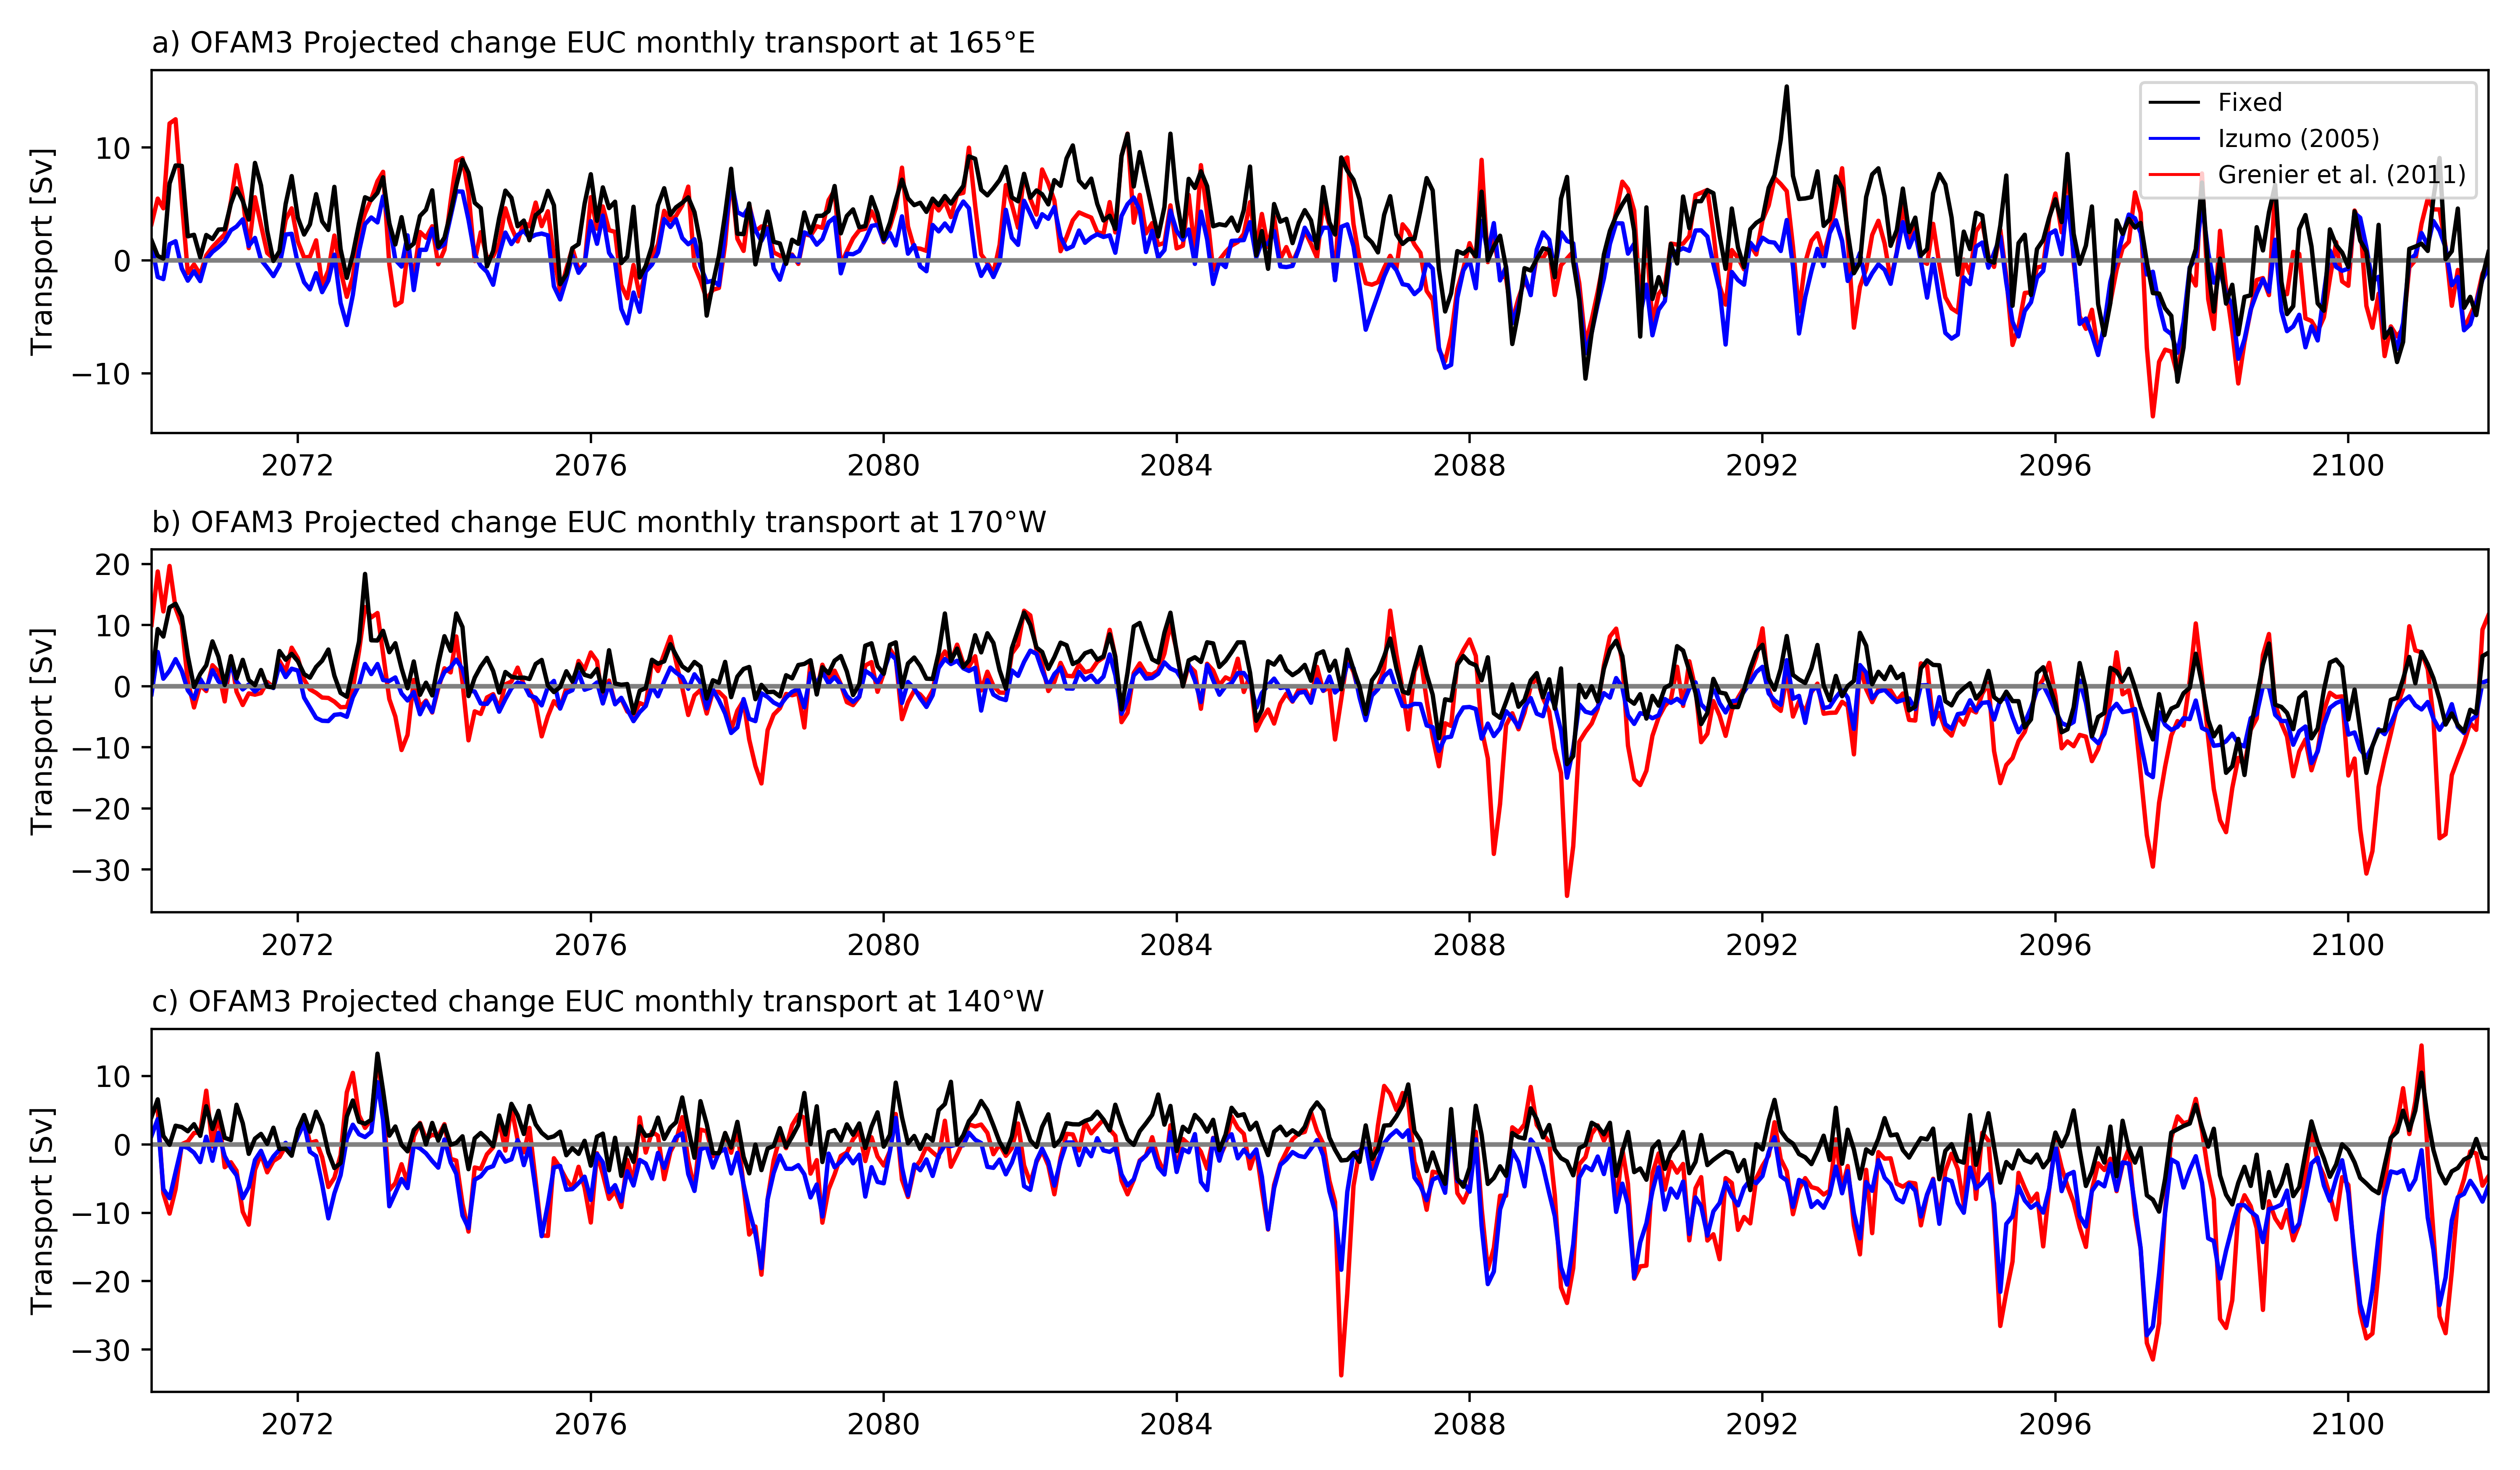 a) OFAM3 Projected change EUC monthly transport at 165°E
Transport [Sv]
10
0
−10
Fixed
Izumo (2005)
Grenier et al. (2011)
2072 2076 2080 2084 2088 2092 2096 2100
b) OFAM3 Projected change EUC monthly transport at 170°W
Transport [Sv]
20
10
0
−10
−20
−30
2072 2076 2080 2084 2088 2092 2096 2100
c) OFAM3 Projected change EUC monthly transport at 140°W
Transport [Sv]
10
0
−10
−20
−30
2072 2076 2080 2084 2088 2092 2096 2100